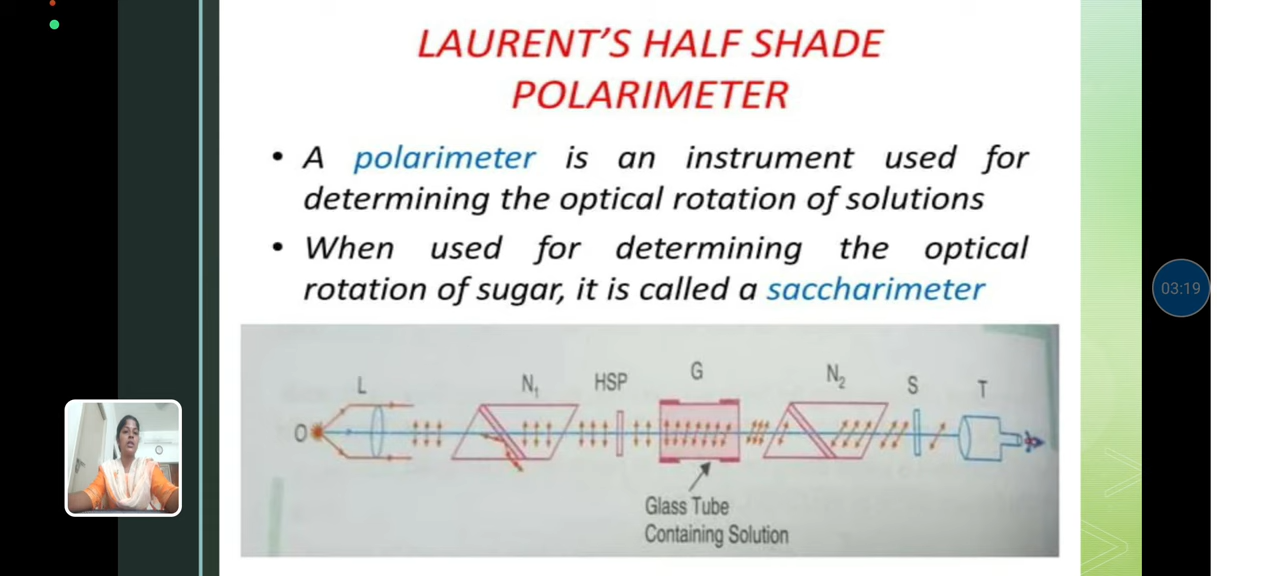 LAURENT’S HALF SHADE
POLARIMETER
• A polarimeter is an instrument used for
determining the optical rotation of solutions
• When used for determining the optical
rotation of sugar, it is called a saccharimeter
03:19
O L N₁ HSP G N₂ S T
Glass Tube
Containing Solution